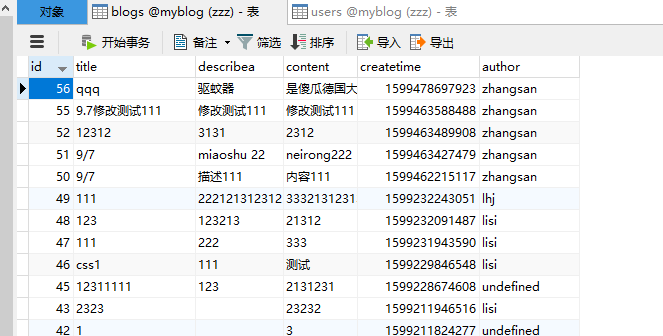 对象 blogs @myblog (zzz) - 表 users @myblog (zzz) - 表
开始事务 备注 筛选 排序 导入 导出
id title describea content createtime author
56 qqq 驱蚊器 是傻瓜德国大 1599478697923 zhangsan
55 9.7修改测试111 修改测试111 修改测试111 1599463588488 zhangsan
52 12312 3131 2312 1599463489908 zhangsan
51 9/7 miaoshu 22 neirong222 1599463427479 zhangsan
50 9/7 描述111 内容111 1599462215117 zhangsan
49 111 222121312312 3332131231 1599232243051 lhj
48 123 123213 21312 1599232091487 lisi
47 111 222 333 1599231943590 lisi
46 css1 111 测试 1599229846548 lisi
45 12311111 123 2131231 1599228674608 undefined
43 2323 23232 1599211946516 lisi
42 1 3 1599211824277 undefined